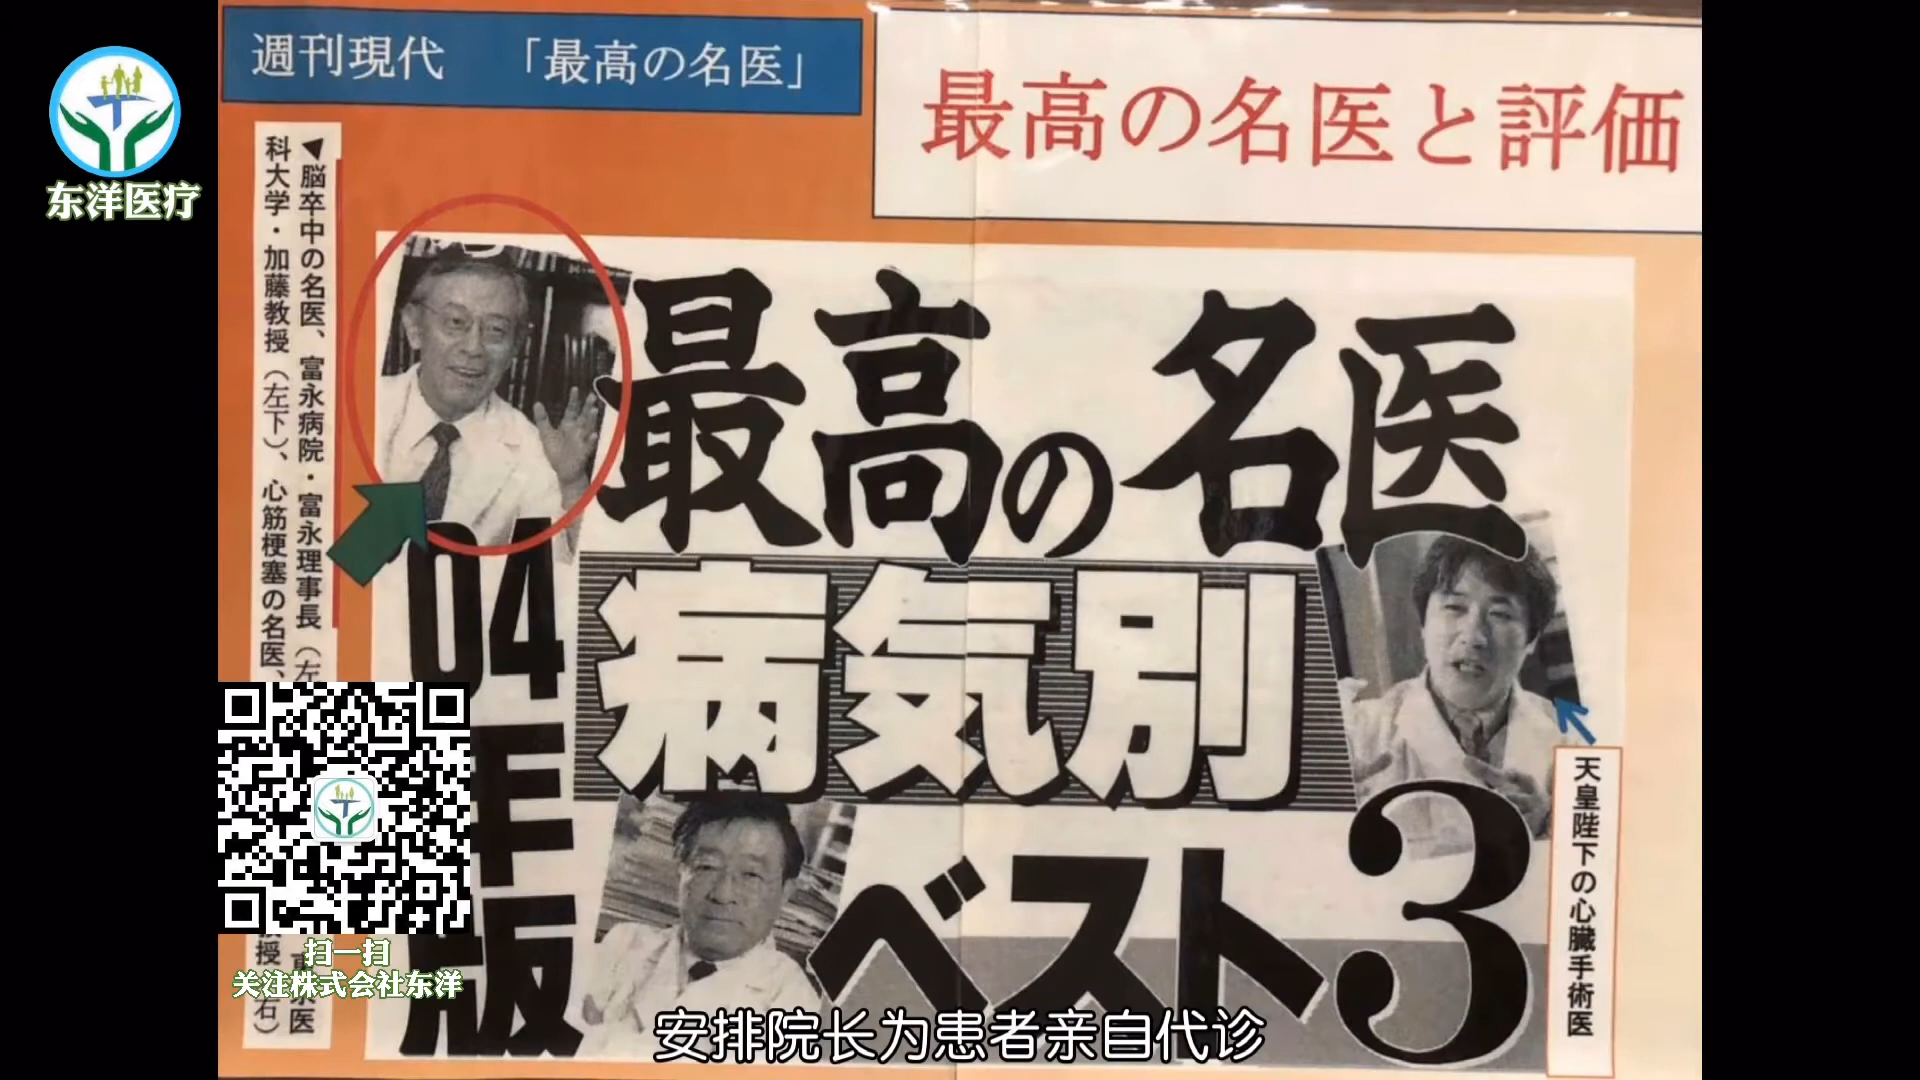 东洋医疗
週刊現代 「最高の名医」
最高の名医と評価
▼脳卒中の名医、富永病院・富永理事長（左
科大学・加藤教授（左下）、心筋梗塞の名医、
医
授 右）
最高の名医
04年版
病気別
ベスト3
天皇陛下の心臓手術医
扫一扫
关注株式会社东洋
安排院长为患者亲自代诊